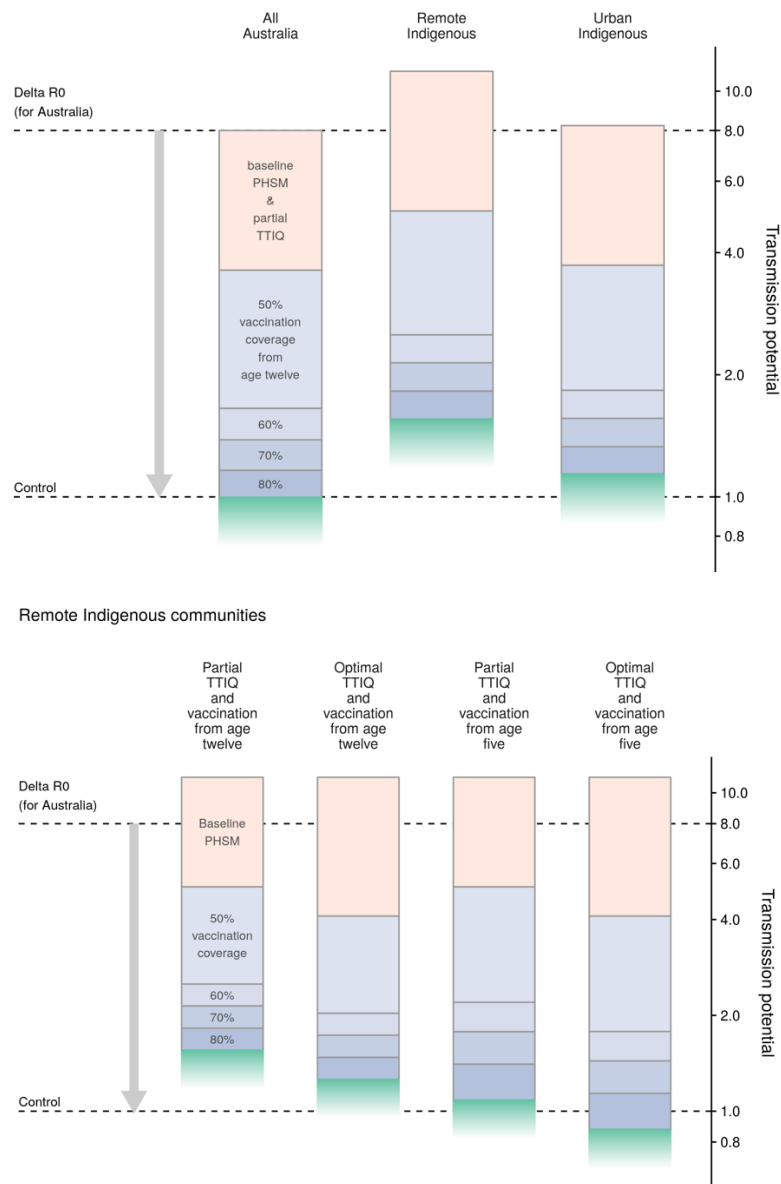 All
Australia
Remote
Indigenous
Urban
Indigenous
Delta R0
(for Australia)
baseline
PHSM
&
partial
TTIQ
50%
vaccination
coverage
from
age twelve
60%
70%
80%
Control
10.0
8.0
6.0
4.0
2.0
1.0
0.8
Transmission potential
Remote Indigenous communities
Partial
TTIQ
and
vaccination
from age
twelve
Optimal
TTIQ
and
vaccination
from age
twelve
Partial
TTIQ
and
vaccination
from age
five
Optimal
TTIQ
and
vaccination
from age
five
Delta R0
(for Australia)
Baseline
PHSM
50%
vaccination
coverage
60%
70%
80%
Control
10.0
8.0
6.0
4.0
2.0
1.0
0.8
Transmission potential